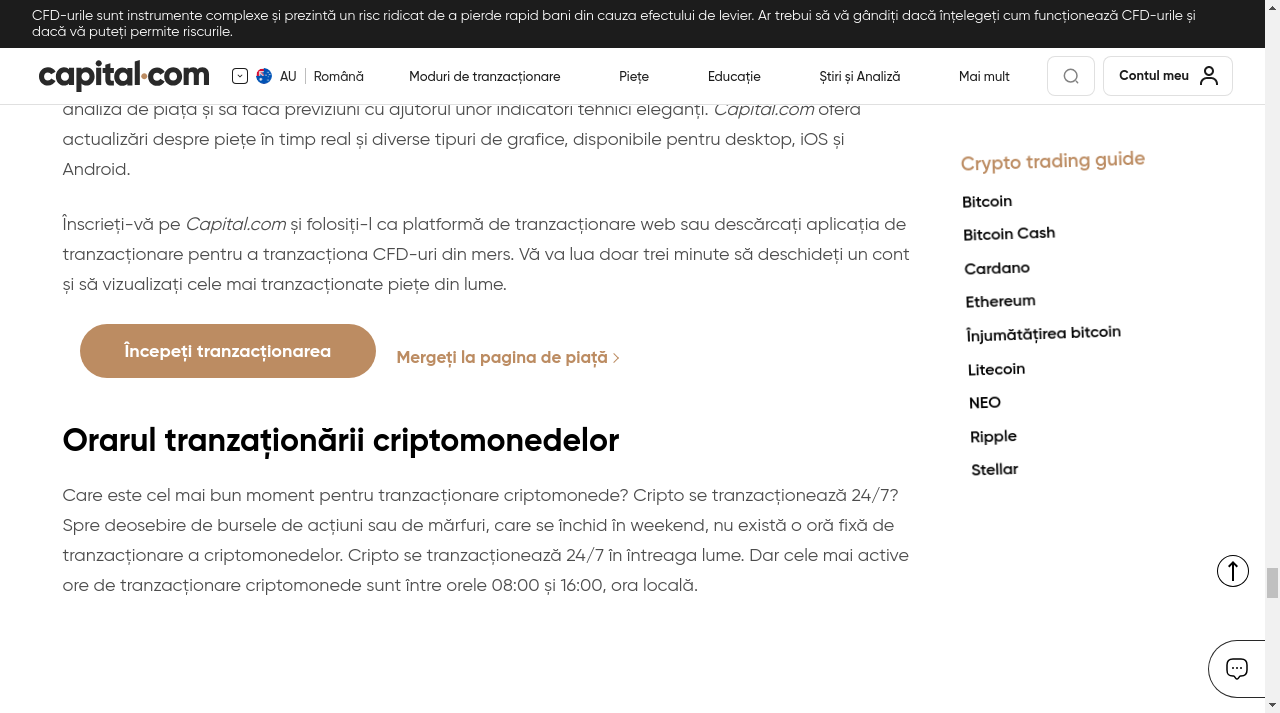 CFD-urile sunt instrumente complexe și prezintă un risc ridicat de a pierde rapid bani din cauza efectului de levier. Ar trebui să vă gândiți dacă înțelegeți cum funcționează CFD-urile și
dacă vă puteți permite riscurile.
capital.com
AU
Română
Moduri de tranzacționare
Piețe
Educație
Știri și Analiză
Mai mult
Contul meu
analiza de piață și să facă previziuni cu ajutorul unor indicatori tehnici eleganți. Capital.com oferă
actualizări despre piețe în timp real și diverse tipuri de grafice, disponibile pentru desktop, iOS și
Android.
Înscrieți-vă pe Capital.com și folosiți-l ca platformă de tranzacționare web sau descărcați aplicația de
tranzacționare pentru a tranzacționa CFD-uri din mers. Vă va lua doar trei minute să deschideți un cont
și să vizualizați cele mai tranzacționate piețe din lume.
Începeți tranzacționarea
Mergeți la pagina de piață
Orarul tranzaționării criptomonedelor
Care este cel mai bun moment pentru tranzacționare criptomonede? Cripto se tranzacționează 24/7?
Spre deosebire de bursele de acțiuni sau de mărfuri, care se închid în weekend, nu există o oră fixă de
tranzacționare a criptomonedelor. Cripto se tranzacționează 24/7 în întreaga lume. Dar cele mai active
ore de tranzacționare criptomonede sunt între orele 08:00 și 16:00, ora locală.
Crypto trading guide
Bitcoin
Bitcoin Cash
Cardano
Ethereum
Înjumătățirea bitcoin
Litecoin
NEO
Ripple
Stellar